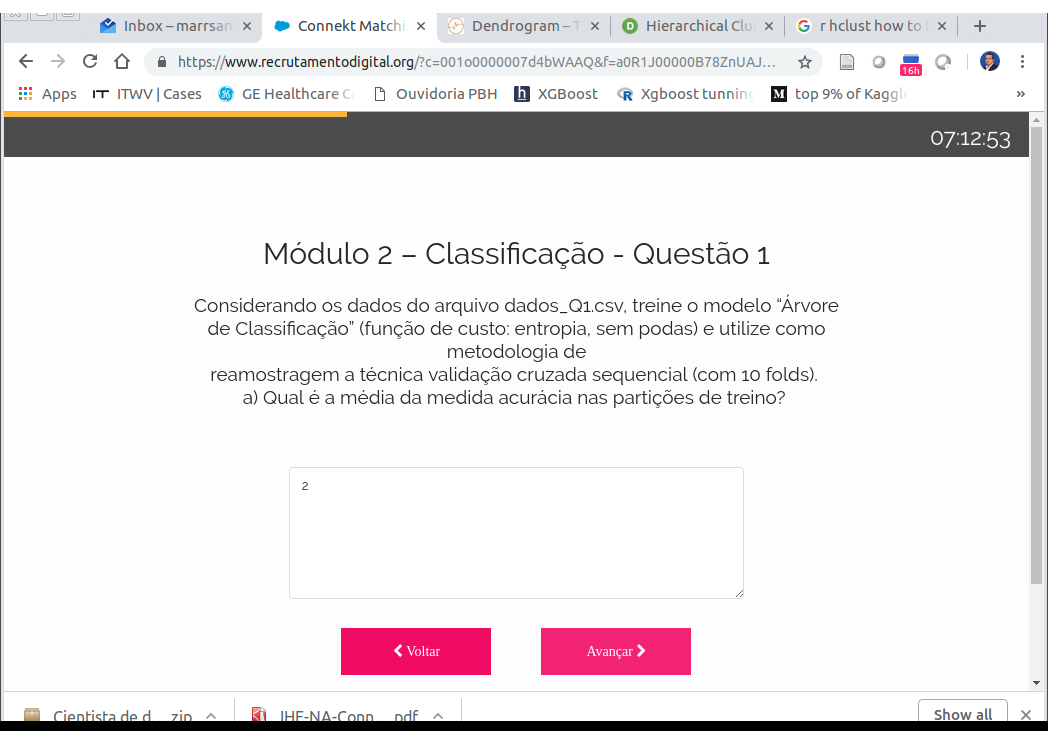 Inbox – marrsan
Connekt Matchi
Dendrogram – T
Hierarchical Clu
r hclust how to
https://www.recrutamentodigital.org/?c=001o0000007d4bWAAQ&f=a0R1J00000B78ZnUAJ...
16h
Apps
ITWV | Cases
GE Healthcare C
Ouvidoria PBH
XGBoost
Xgboost tunning
top 9% of Kaggl
»
07:12:53
Módulo 2 – Classificação - Questão 1
Considerando os dados do arquivo dados_Q1.csv, treine o modelo “Árvore
de Classificação” (função de custo: entropia, sem podas) e utilize como
metodologia de
reamostragem a técnica validação cruzada sequencial (com 10 folds).
a) Qual é a média da medida acurácia nas partições de treino?
2
Voltar
Avançar
Cientista de d....zip
Show all